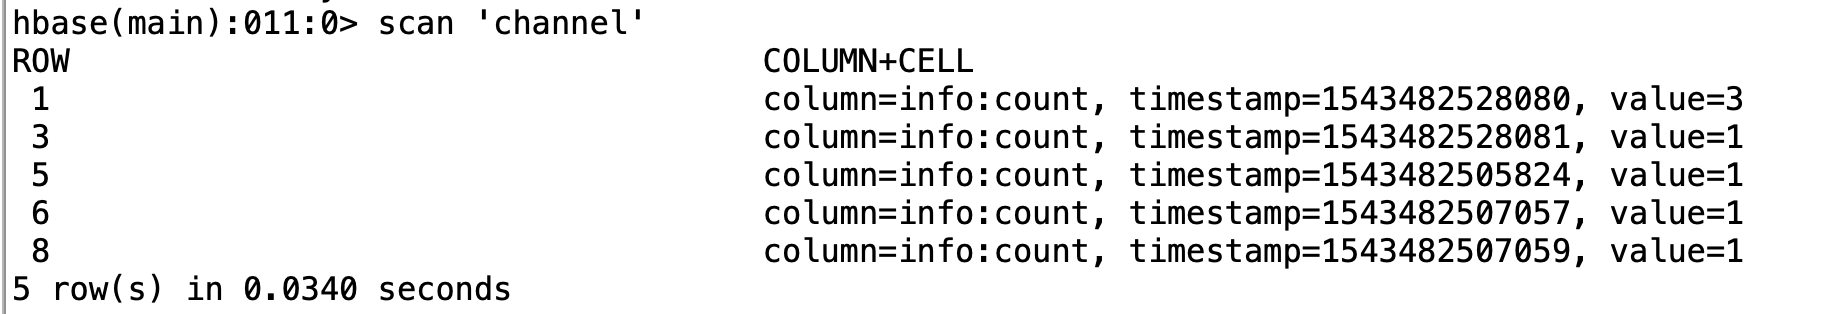 hbase(main):011:0> scan 'channel'
ROW COLUMN+CELL
1 column=info:count, timestamp=1543482528080, value=3
3 column=info:count, timestamp=1543482528081, value=1
5 column=info:count, timestamp=1543482505824, value=1
6 column=info:count, timestamp=1543482507057, value=1
8 column=info:count, timestamp=1543482507059, value=1
5 row(s) in 0.0340 seconds